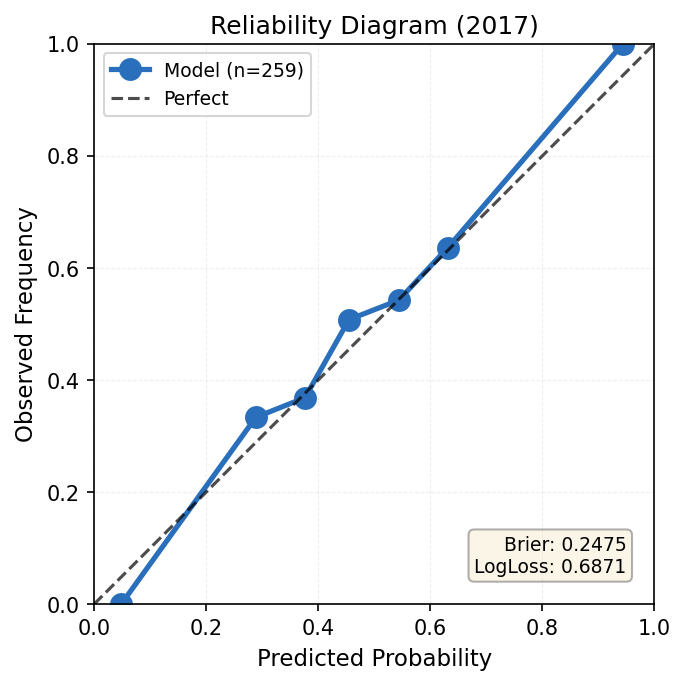 Reliability Diagram (2017)
Model (n=259)
Perfect
Observed Frequency
1.0
0.8
0.6
0.4
0.2
0.0
Brier: 0.2475
LogLoss: 0.6871
0.0 0.2 0.4 0.6 0.8 1.0
Predicted Probability